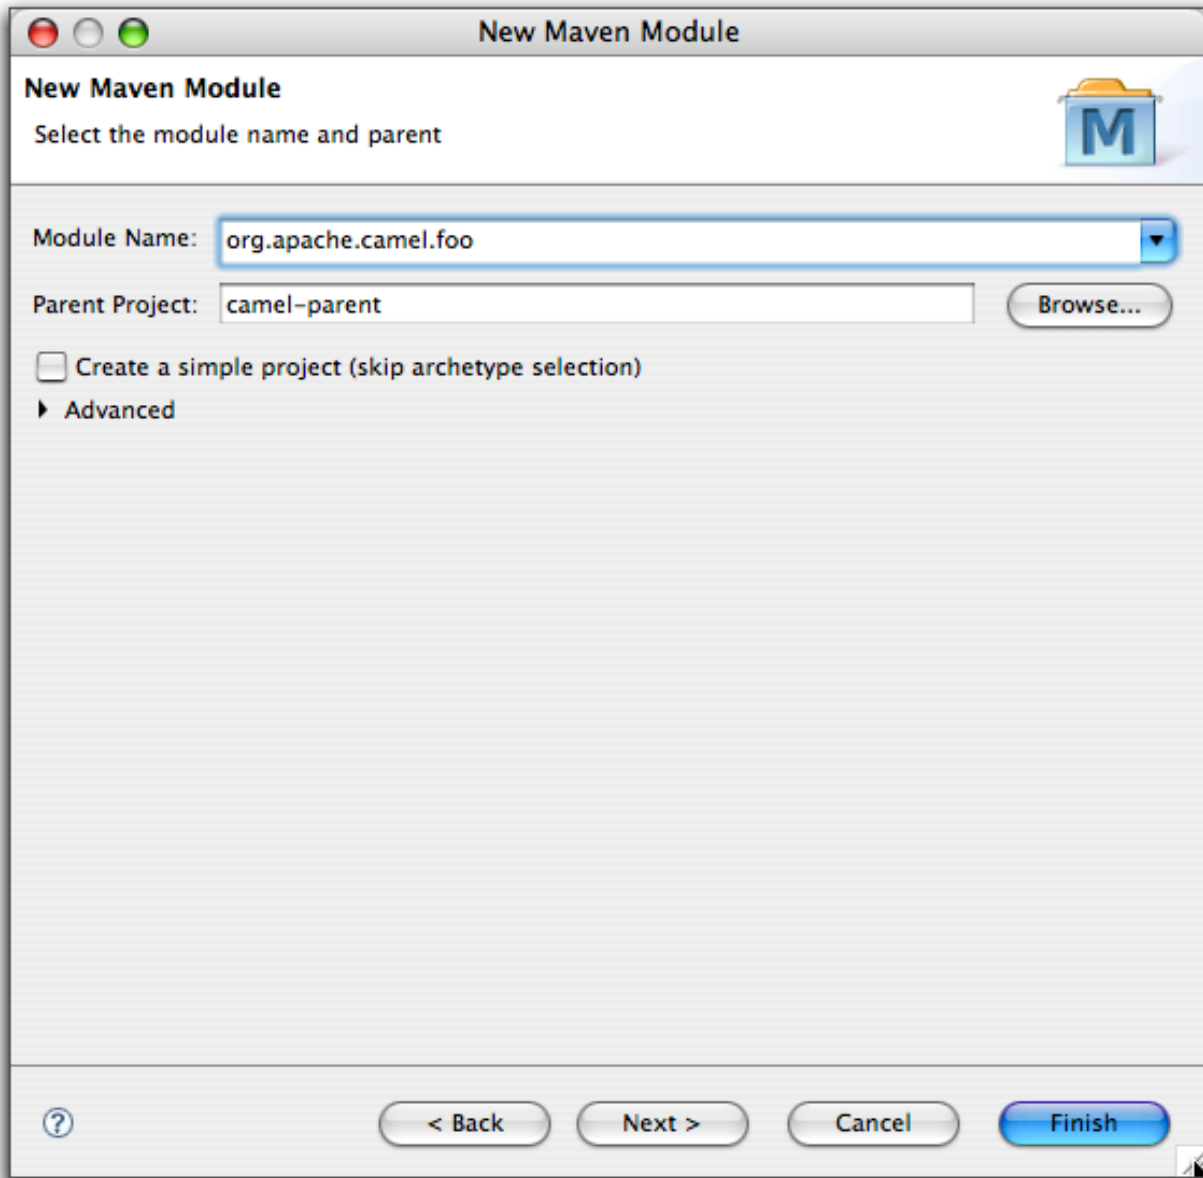 New Maven Module
New Maven Module
Select the module name and parent
M
Module Name: org.apache.camel.foo
Parent Project: camel-parent Browse...
Create a simple project (skip archetype selection)
Advanced
? < Back Next > Cancel Finish